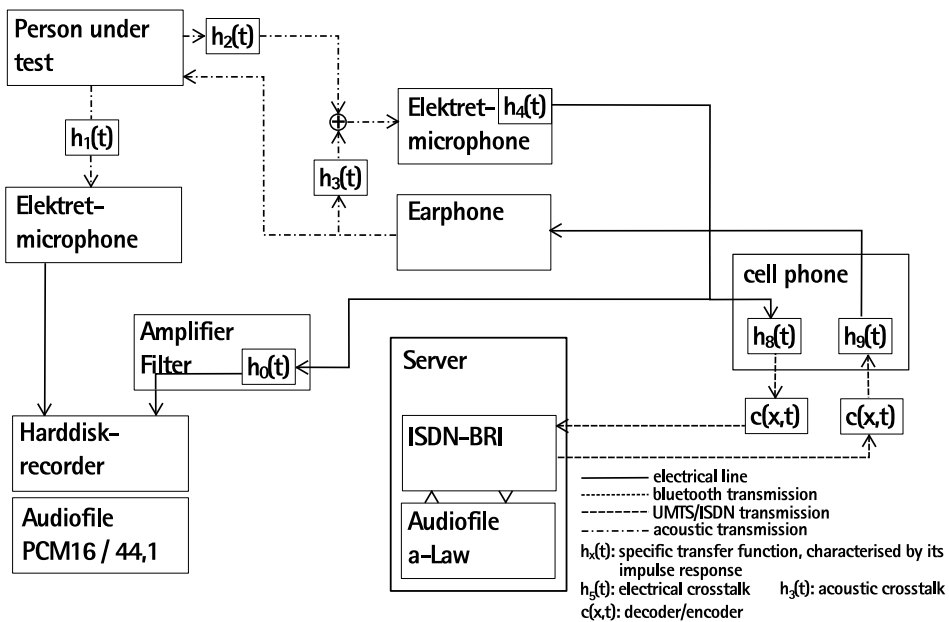 Person under
test
h₂(t)
h₁(t)
Elektret-
microphone
h₄(t)
h₃(t)
Elektret-
microphone
Earphone
cell phone
h₈(t)
h₉(t)
Amplifier
Filter
h₀(t)
Server
c(x,t)
c(x,t)
Harddisk-
recorder
ISDN-BRI
Audiofile
PCM16 / 44,1
Audiofile
a-Law
electrical line
bluetooth transmission
UMTS/ISDN transmission
acoustic transmission
hₓ(t): specific transfer function, characterised by its
impulse response
h₅(t): electrical crosstalk h₃(t): acoustic crosstalk
c(x,t): decoder/encoder